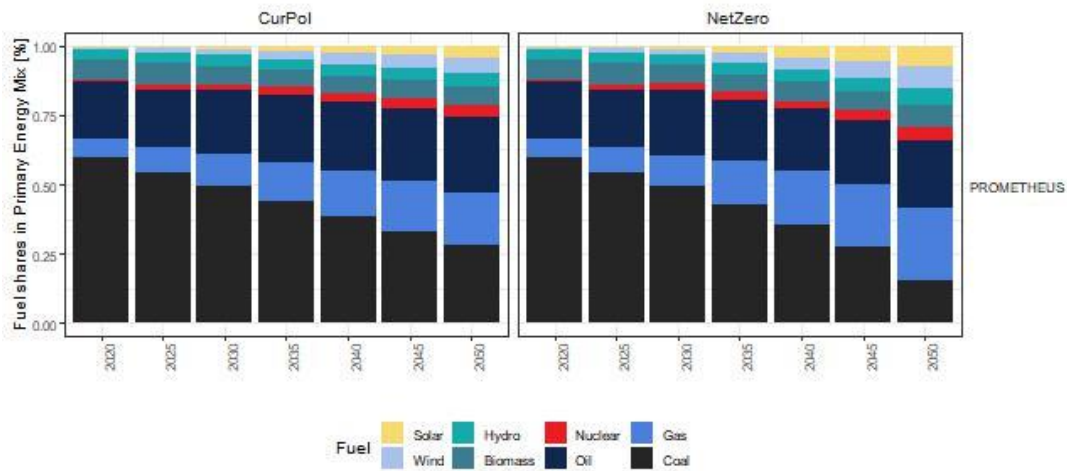 CurPol
NetZero
Fuel shares in Primary Energy Mix [%]
1.00
0.75
0.50
0.25
0.00
2020 2025 2030 2035 2040 2045 2050
2020 2025 2030 2035 2040 2045 2050
PROMETHEUS
Fuel
Solar Hydro Nuclear Gas
Wind Biomass Oil Coal